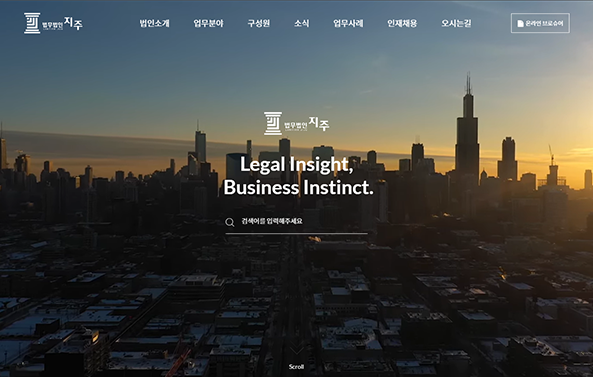 법무법인 지주
법인소개 업무분야 구성원 소식 업무사례 인재채용 오시는길 온라인 브로슈어
법무법인 지주
Legal Insight,
Business Instinct.
검색어를 입력해주세요
Scroll